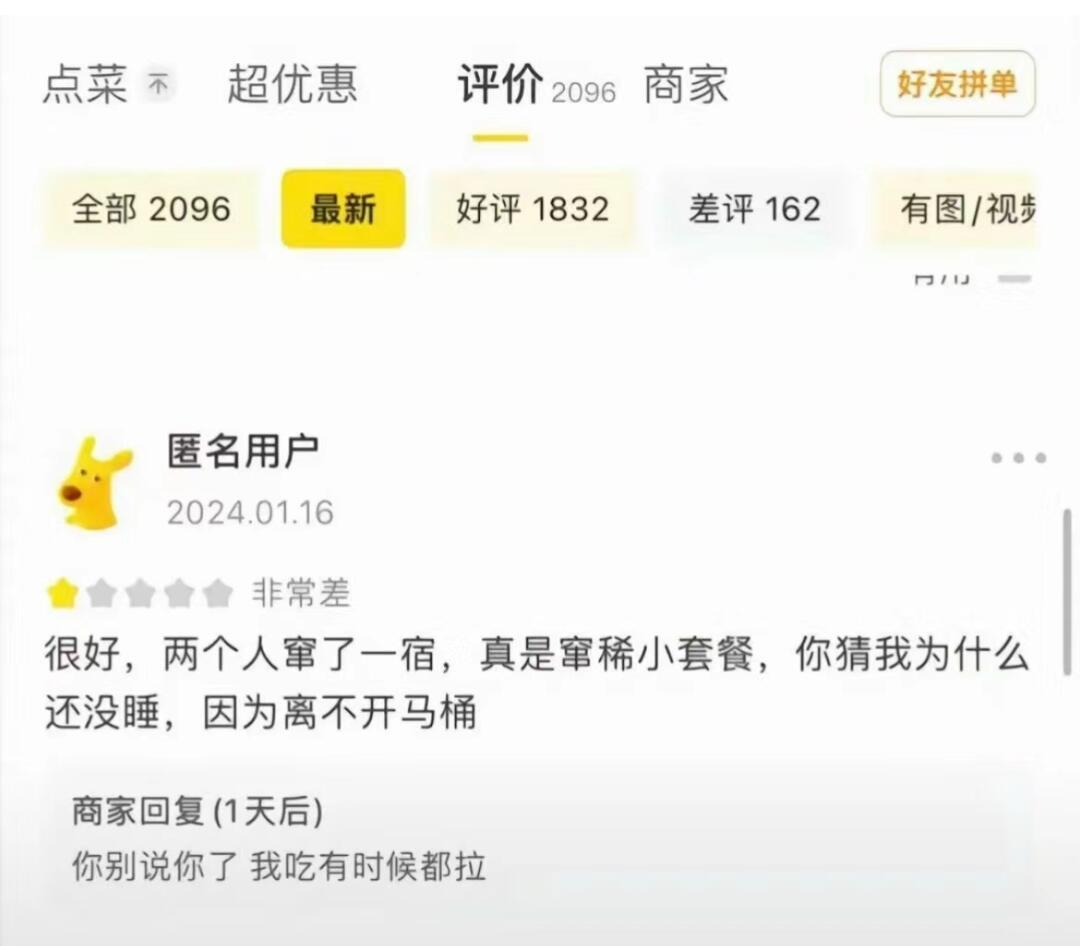 点菜 超优惠 评价 2096 商家 好友拼单
全部 2096 最新 好评 1832 差评 162 有图/视频
匿名用户
2024.01.16
非常差
很好，两个人窜了一宿，真是窜稀小套餐，你猜我为什么
还没睡，因为离不开马桶
商家回复 (1天后)
你别说你了 我吃有时候都拉